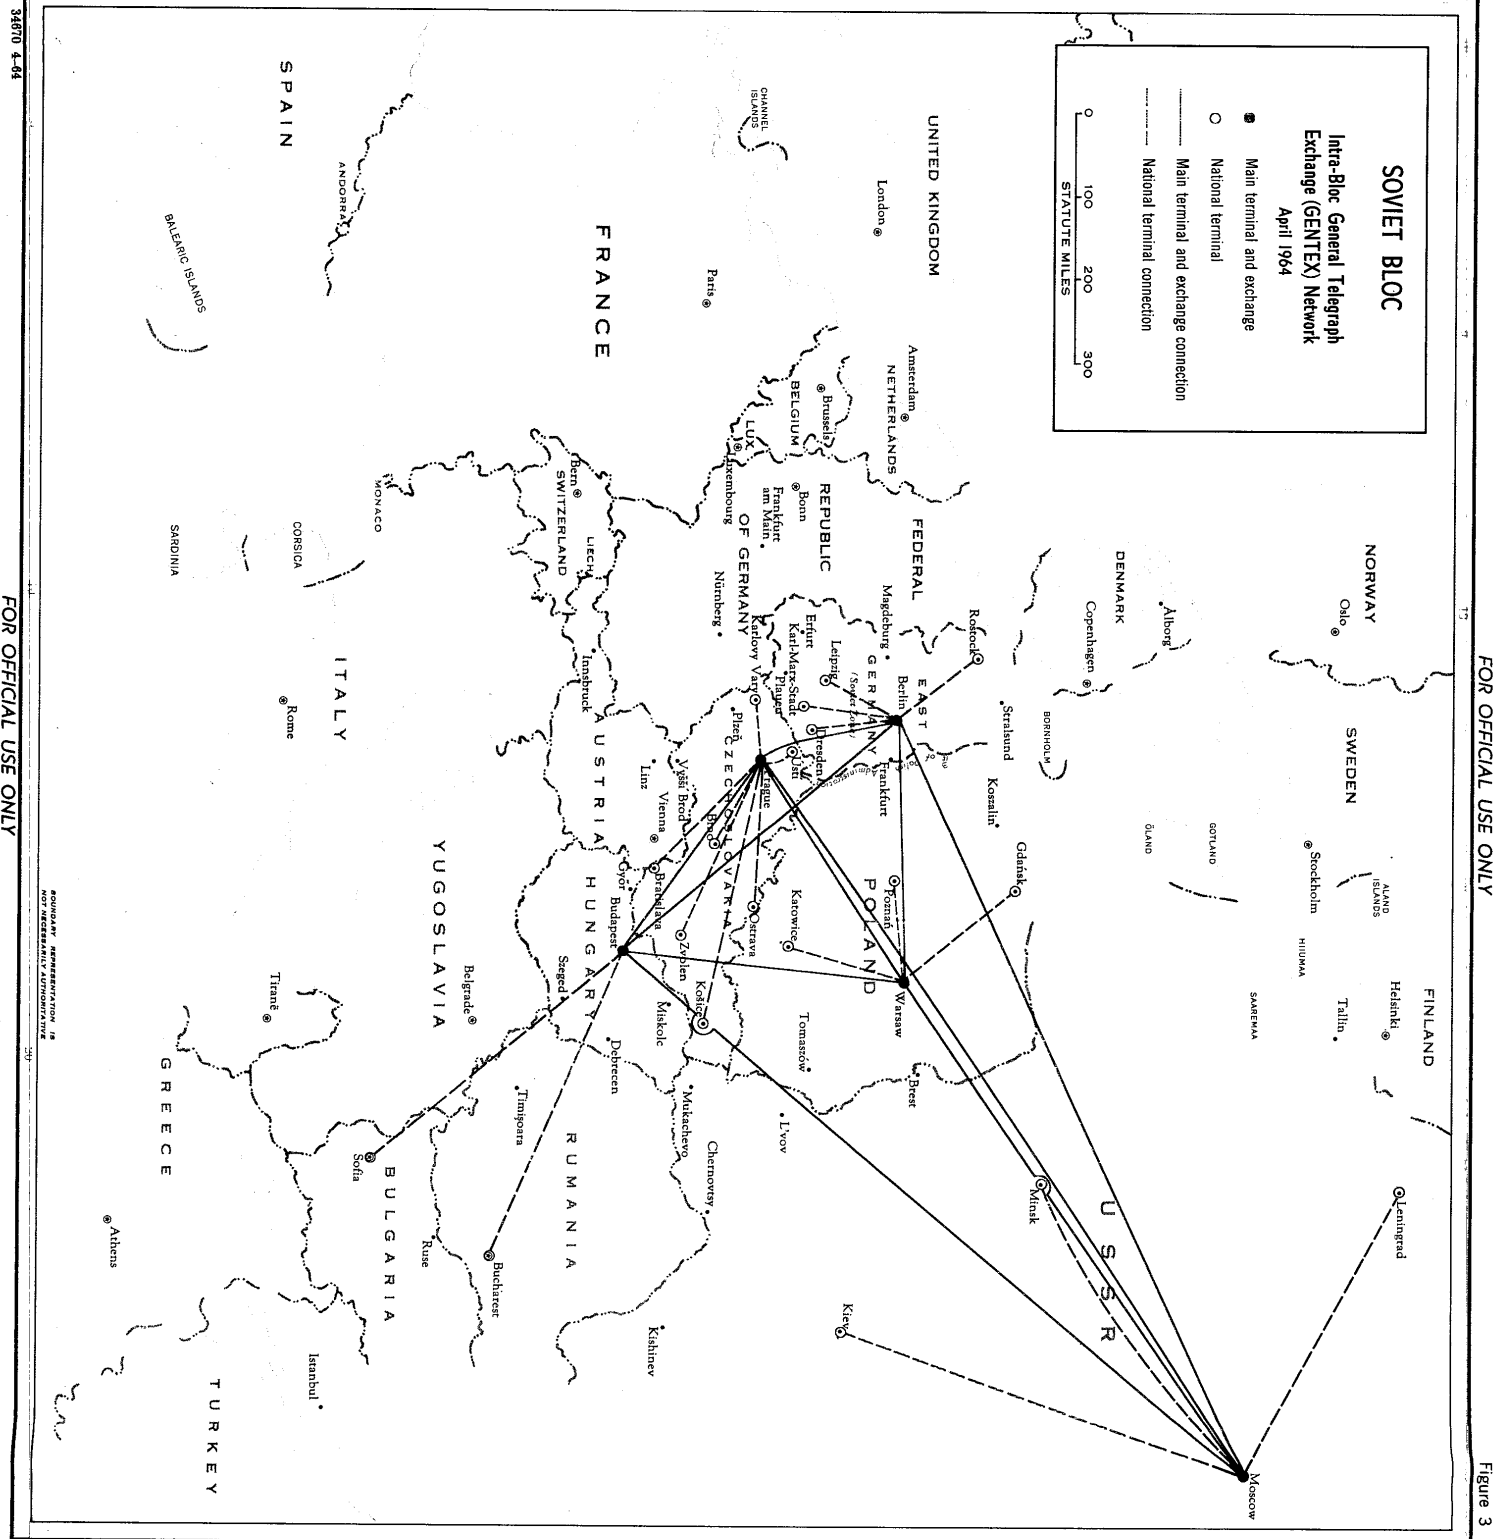 FOR OFFICIAL USE ONLY
Figure 3
SOVIET BLOC
Intra-Bloc General Telegraph
Exchange (GENTEX) Network
April 1964
Main terminal and exchange
National terminal
Main terminal and exchange connection
National terminal connection
0 100 200 300
STATUTE MILES
NORWAY
Oslo
SWEDEN
Stockholm
ALAND
ISLANDS
FINLAND
Helsinki
Tallin
HIIUMAA
SAAREMAA
GOTLAND
ÖLAND
Leningrad
DENMARK
Ålborg
Copenhagen
BORNHOLM
UNITED KINGDOM
London
CHANNEL
ISLANDS
Amsterdam
NETHERLANDS
Brussels
BELGIUM
LUX.
Luxembourg
FEDERAL
REPUBLIC
OF GERMANY
Bonn
Frankfurt
am Main
Nürnberg
Rostock
Stralsund
Magdeburg
EAST
GERMANY
(Soviet Zone)
Berlin
Frankfurt
Leipzig
Erfurt
Karl-Marx-Stadt
Plauen
Dresden
Koszalin
Gdańsk
Poznań
POLAND
Warsaw
Katowice
Tomaszów
Brest
Minsk
U S S R
Moscow
Kiev
L'vov
Mukachevo
Chernovtsy
Kishinev
Karlovy Vary
Plzeň
Ústí
Prague
CZECHOSLOVAKIA
Vyšší Brod
Brno
Ostrava
Bratislava
Zvolen
Košice
Paris
FRANCE
Bern
SWITZERLAND
LIECH.
Innsbruck
AUSTRIA
Linz
Vienna
Györ
Budapest
HUNGARY
Szeged
Miskolc
Debrecen
Timişoara
RUMANIA
Bucharest
SPAIN
ANDORRA
BALEARIC ISLANDS
MONACO
CORSICA
SARDINIA
ITALY
Rome
YUGOSLAVIA
Belgrade
Tiranë
GREECE
Athens
BULGARIA
Sofia
Ruse
Istanbul
TURKEY
BOUNDARY REPRESENTATION IS
NOT NECESSARILY AUTHORITATIVE
34670 4-64
FOR OFFICIAL USE ONLY